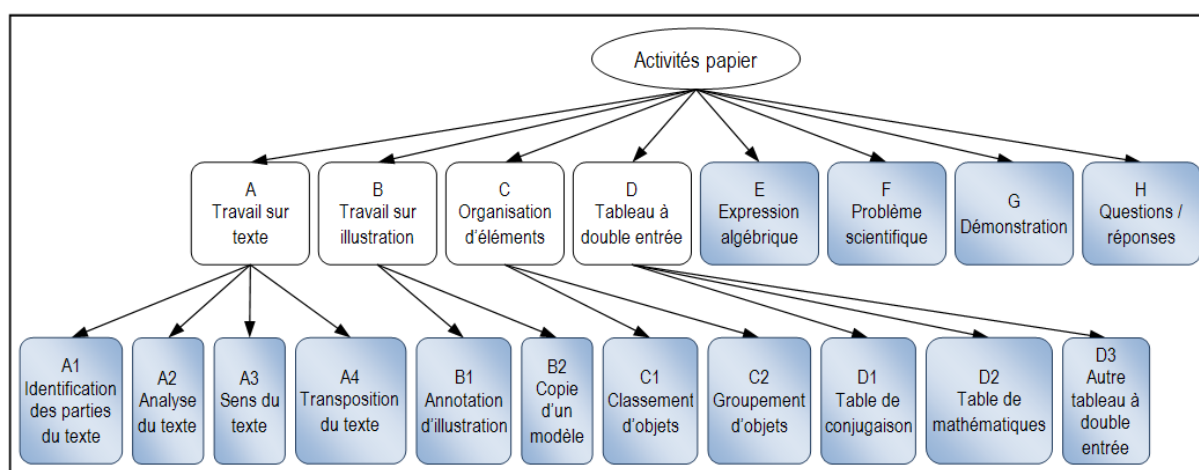 Activités papier
A
Travail sur
texte
B
Travail sur
illustration
C
Organisation
d'éléments
D
Tableau à
double entrée
E
Expression
algébrique
F
Problème
scientifique
G
Démonstration
H
Questions /
réponses
A1
Identification
des parties
du texte
A2
Analyse
du texte
A3
Sens du
texte
A4
Transposition
du texte
B1
Annotation
d'illustration
B2
Copie
d'un
modèle
C1
Classement
d'objets
C2
Groupement
d'objets
D1
Table de
conjugaison
D2
Table de
mathématiques
D3
Autre
tableau à
double
entrée